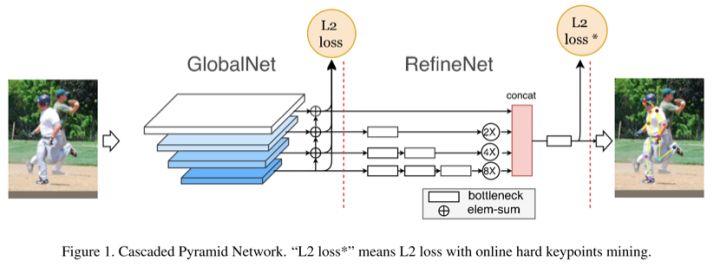 L2
loss
L2
loss *
GlobalNet
RefineNet
concat
2X
4X
8X
bottleneck
elem-sum
Figure 1. Cascaded Pyramid Network. “L2 loss*” means L2 loss with online hard keypoints mining.